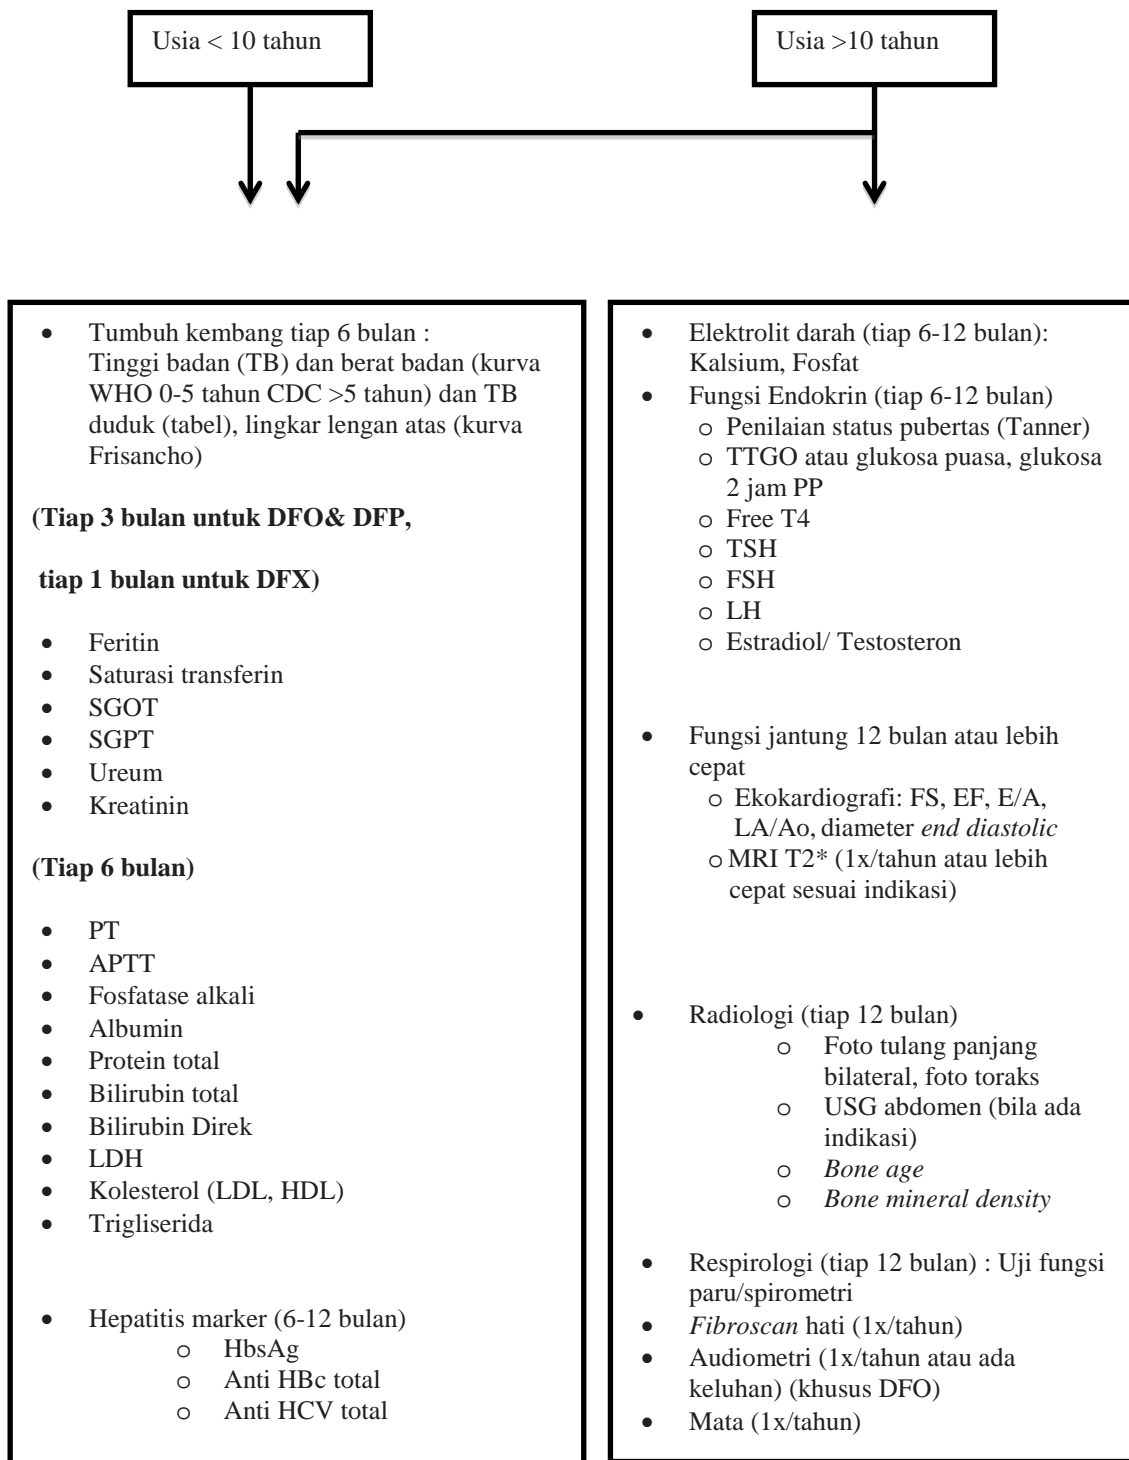 Usia < 10 tahun
Usia >10 tahun
• Tumbuh kembang tiap 6 bulan :
Tinggi badan (TB) dan berat badan (kurva
WHO 0-5 tahun CDC >5 tahun) dan TB
duduk (tabel), lingkar lengan atas (kurva
Frisancho)
(Tiap 3 bulan untuk DFO& DFP,
tiap 1 bulan untuk DFX)
• Feritin
• Saturasi transferin
• SGOT
• SGPT
• Ureum
• Kreatinin
(Tiap 6 bulan)
• PT
• APTT
• Fosfatase alkali
• Albumin
• Protein total
• Bilirubin total
• Bilirubin Direk
• LDH
• Kolesterol (LDL, HDL)
• Trigliserida
• Hepatitis marker (6-12 bulan)
o HbsAg
o Anti HBc total
o Anti HCV total
• Elektrolit darah (tiap 6-12 bulan):
Kalsium, Fosfat
• Fungsi Endokrin (tiap 6-12 bulan)
o Penilaian status pubertas (Tanner)
o TTGO atau glukosa puasa, glukosa
2 jam PP
o Free T4
o TSH
o FSH
o LH
o Estradiol/ Testosteron
• Fungsi jantung 12 bulan atau lebih
cepat
o Ekokardiografi: FS, EF, E/A,
LA/Ao, diameter end diastolic
o MRI T2* (1x/tahun atau lebih
cepat sesuai indikasi)
• Radiologi (tiap 12 bulan)
o Foto tulang panjang
bilateral, foto toraks
o USG abdomen (bila ada
indikasi)
o Bone age
o Bone mineral density
• Respirologi (tiap 12 bulan) : Uji fungsi
paru/spirometri
• Fibroscan hati (1x/tahun)
• Audiometri (1x/tahun atau ada
keluhan) (khusus DFO)
• Mata (1x/tahun)